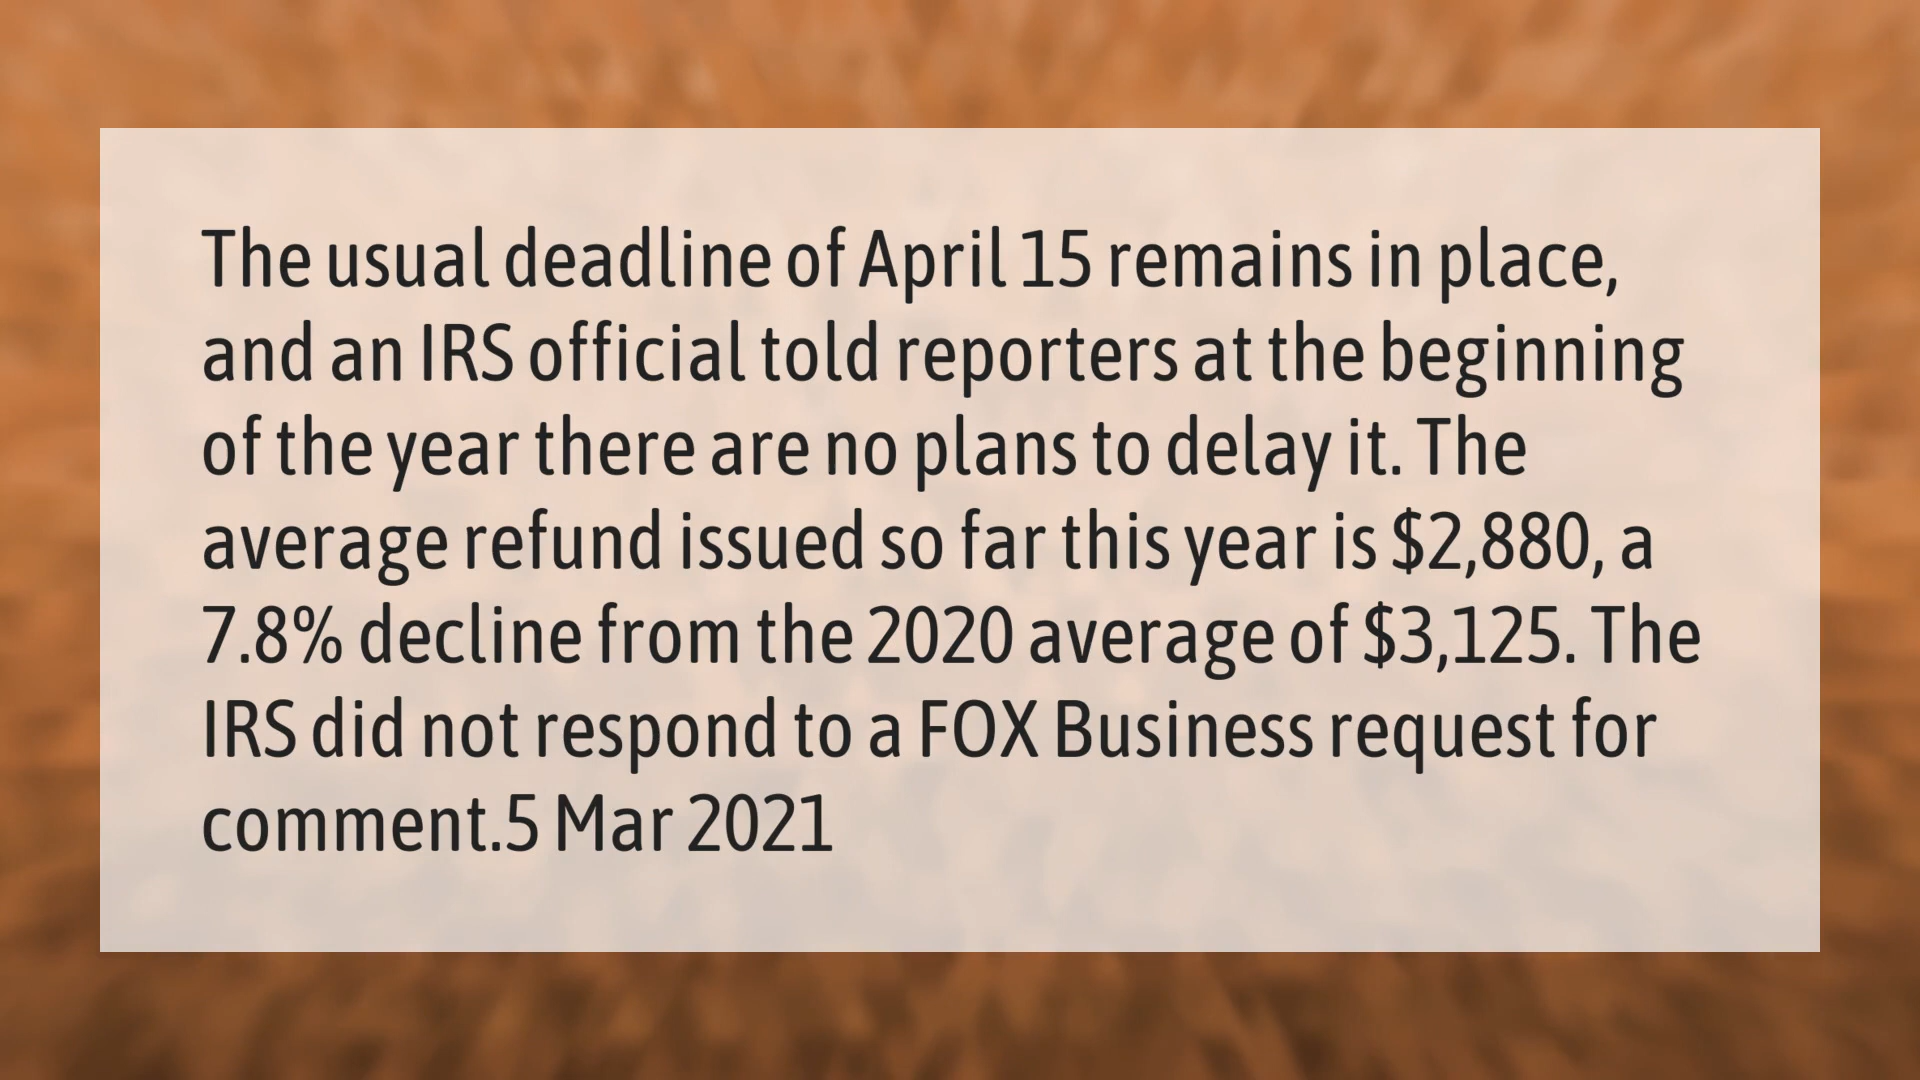 The usual deadline of April 15 remains in place,
and an IRS official told reporters at the beginning
of the year there are no plans to delay it. The
average refund issued so far this year is $2,880, a
7.8% decline from the 2020 average of $3,125. The
IRS did not respond to a FOX Business request for
comment.5 Mar 2021